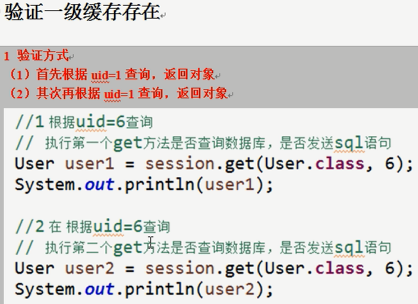 验证一级缓存存在
1 验证方式
（1）首先根据 uid=1 查询，返回对象
（2）其次再根据 uid=1 查询，返回对象
//1 根据uid=6查询
// 执行第一个get方法是否查询数据库，是否发送sql语句
User user1 = session.get(User.class, 6);
System.out.println(user1);
//2 在 根据uid=6查询
// 执行第二个get方法是否查询数据库，是否发送sql语句
User user2 = session.get(User.class, 6);
System.out.println(user2);